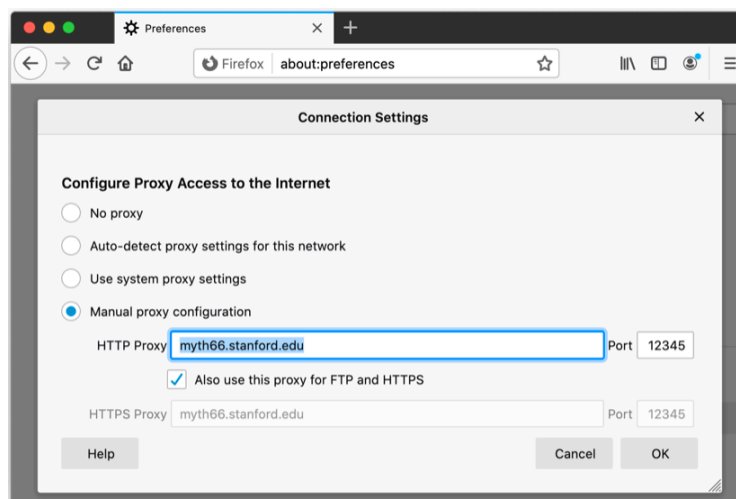 Preferences
Firefox about:preferences
Connection Settings
Configure Proxy Access to the Internet
No proxy
Auto-detect proxy settings for this network
Use system proxy settings
Manual proxy configuration
HTTP Proxy myth66.stanford.edu Port 12345
Also use this proxy for FTP and HTTPS
HTTPS Proxy myth66.stanford.edu Port 12345
Help Cancel OK